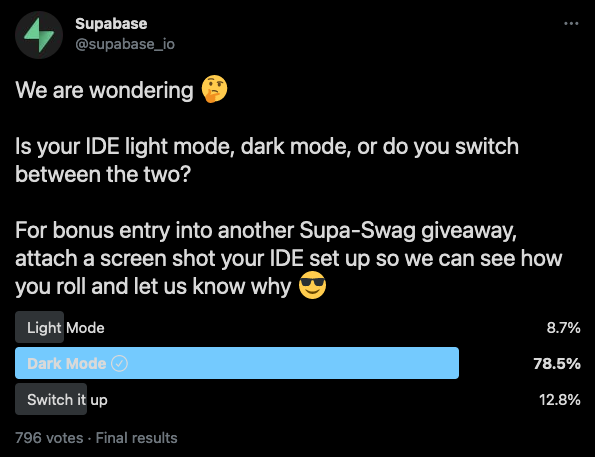 Supabase
@supabase_io
We are wondering 🤔
Is your IDE light mode, dark mode, or do you switch
between the two?
For bonus entry into another Supa-Swag giveaway,
attach a screen shot your IDE set up so we can see how
you roll and let us know why 😎
Light Mode 8.7%
Dark Mode 78.5%
Switch it up 12.8%
796 votes · Final results